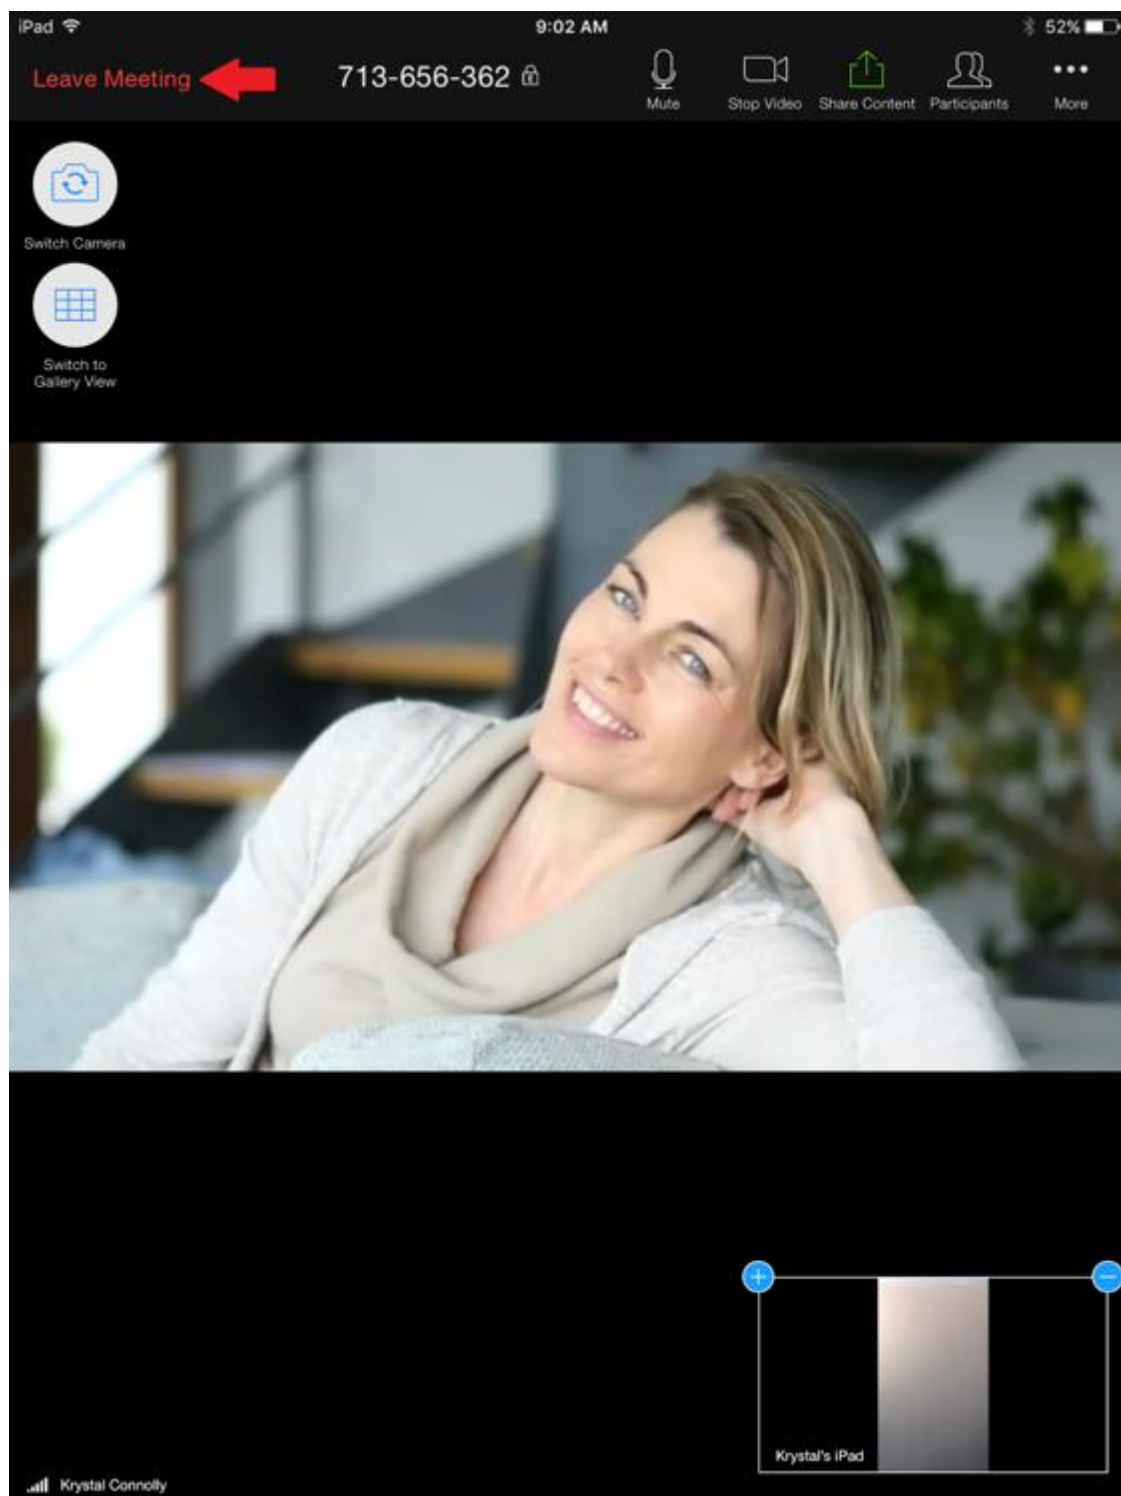 iPad 9:02 AM 52%
Leave Meeting 713-656-362 Mute Stop Video Share Content Participants More
Switch Camera
Switch to
Gallery View
Krystal's iPad
Krystal Connolly